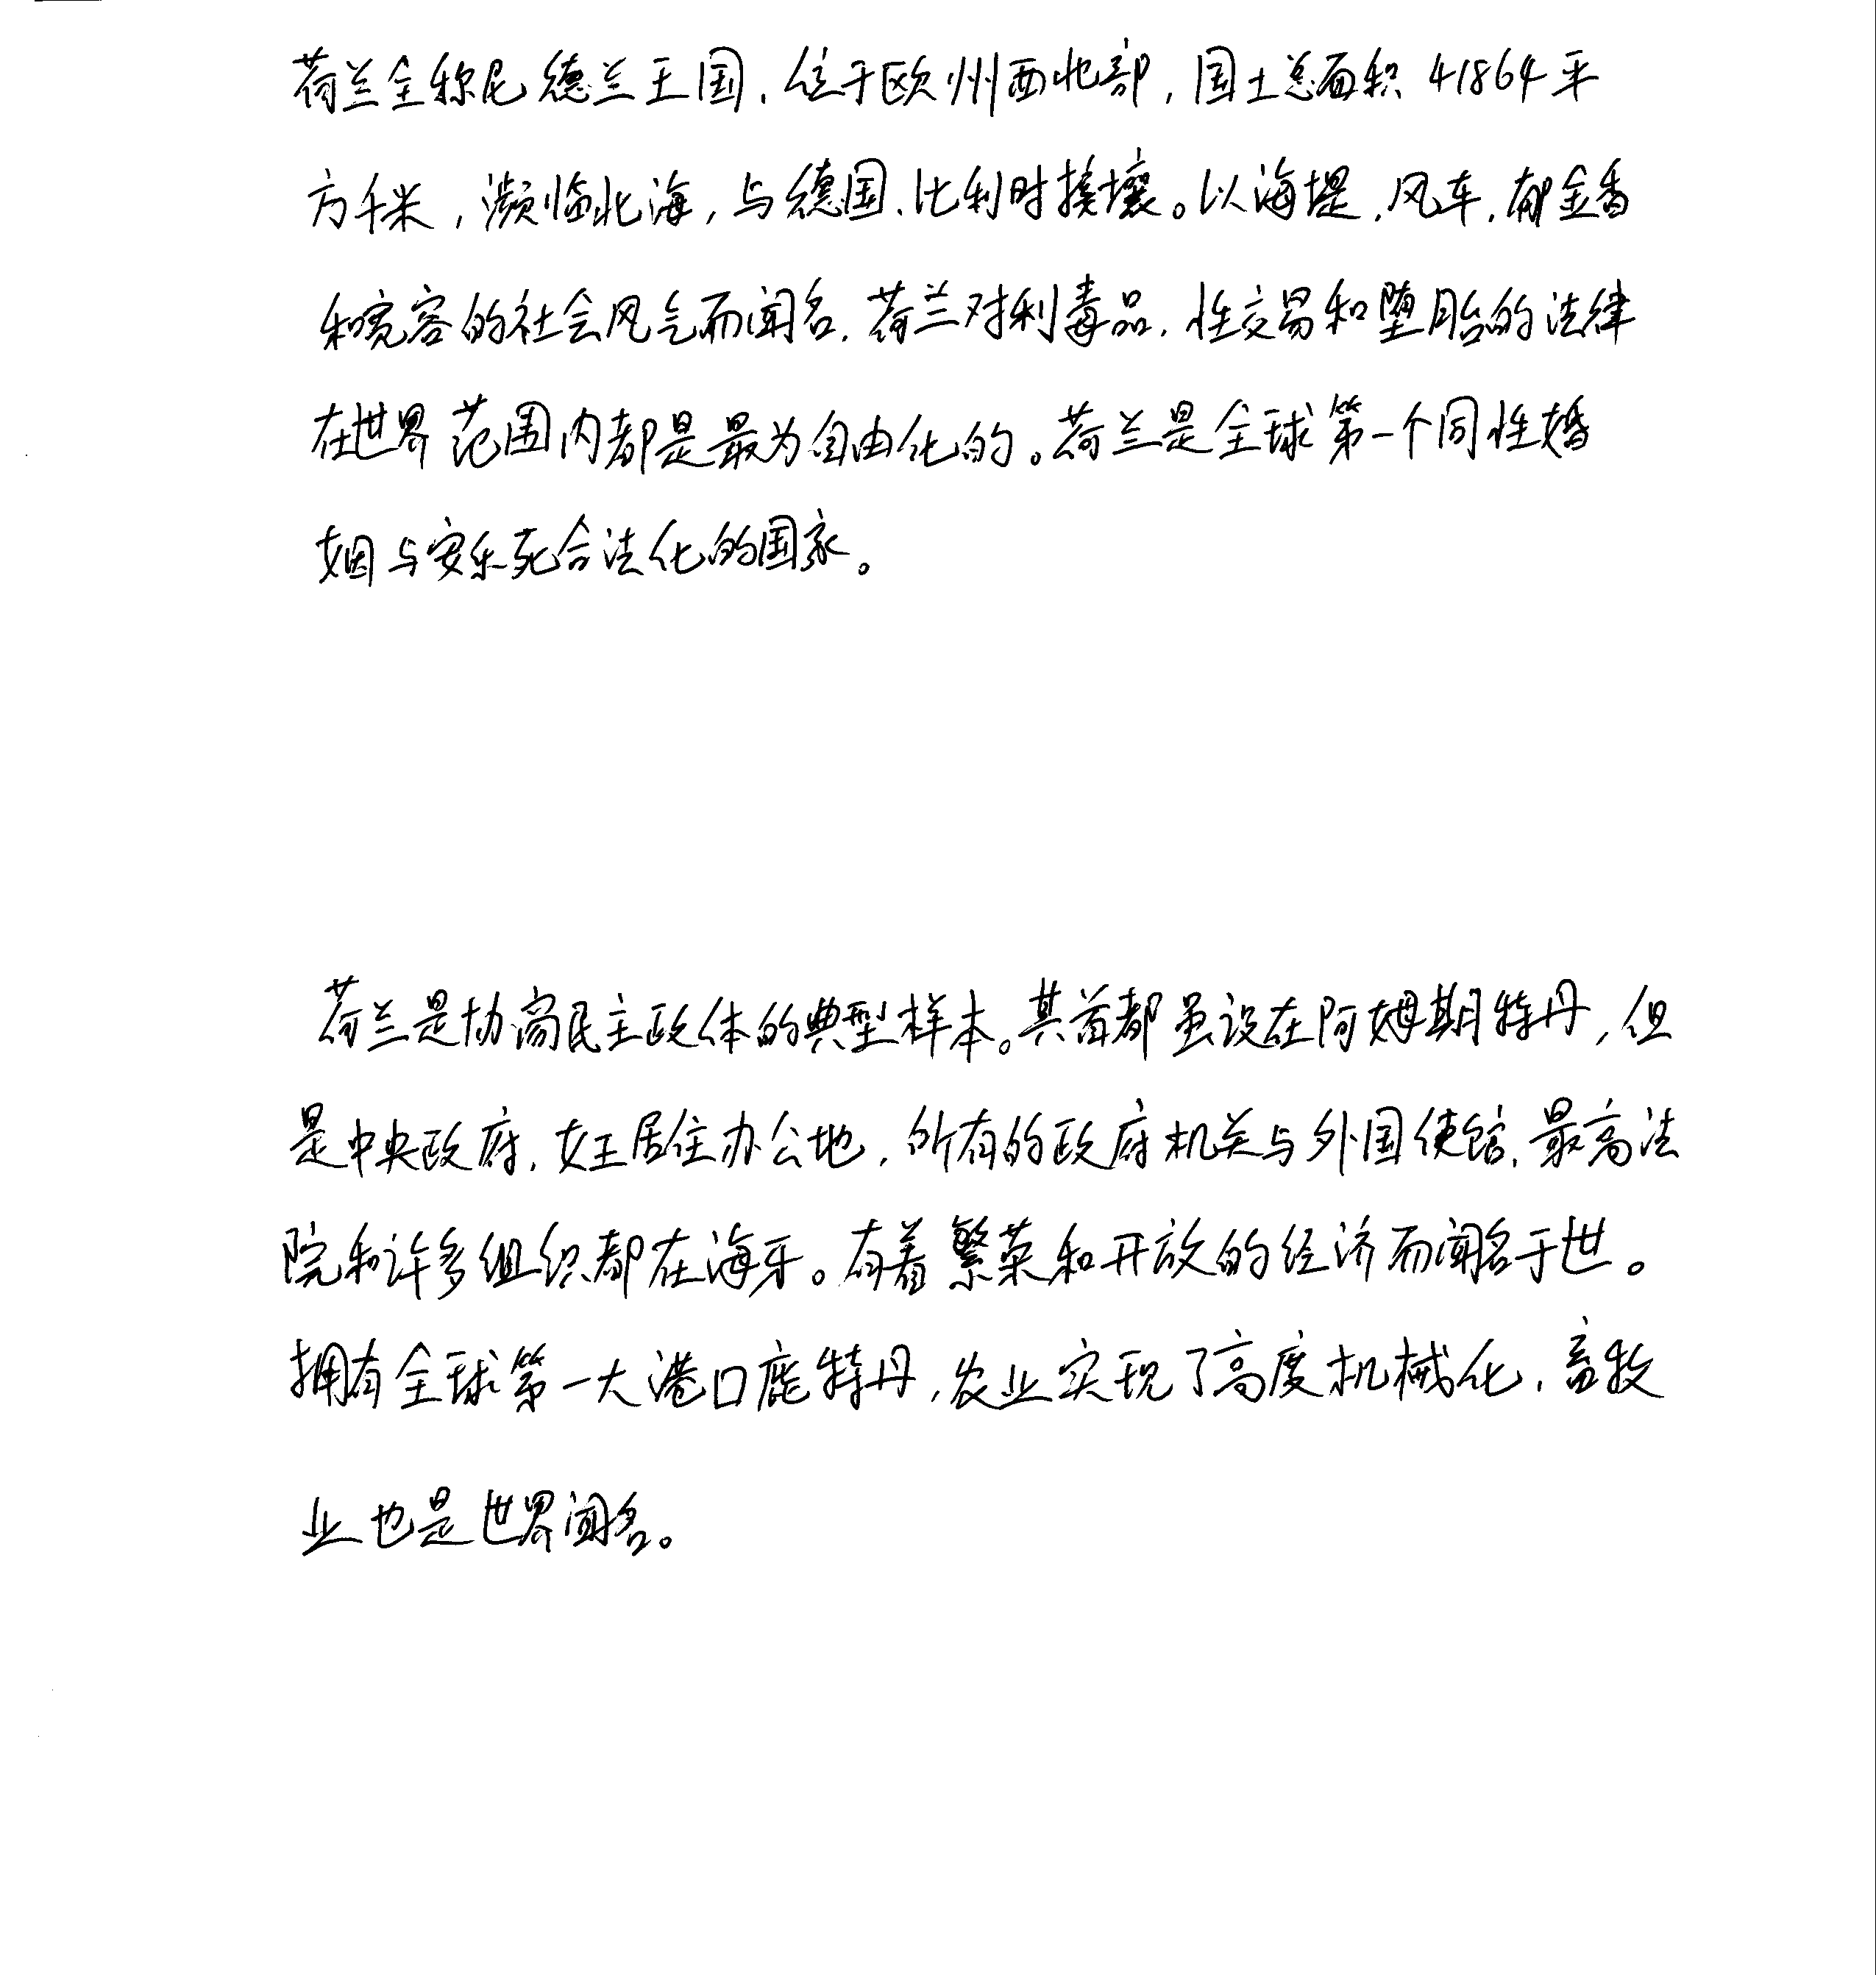 荷兰全称尼德兰王国,位于欧州西北部,国土总面积41864平
方千米,濒临北海,与德国、比利时接壤。以海堤,风车,郁金香
和宽容的社会风气而闻名,荷兰对利毒品,性交易和堕胎的法律
在世界范围内都是最为自由化的。荷兰是全球第一个同性婚
姻与安乐死合法化的国家。
荷兰是协商民主政体的典型样本。其首都虽设在阿姆期特丹,但
是中央政府,女王居住办公地,所有的政府机关与外国使馆,最高法
院和许多组织都在海牙。有着繁荣和开放的经济而闻名于世。
拥有全球第一大港口鹿特丹,农业实现了高度机械化,畜牧
业也是世界闻名。